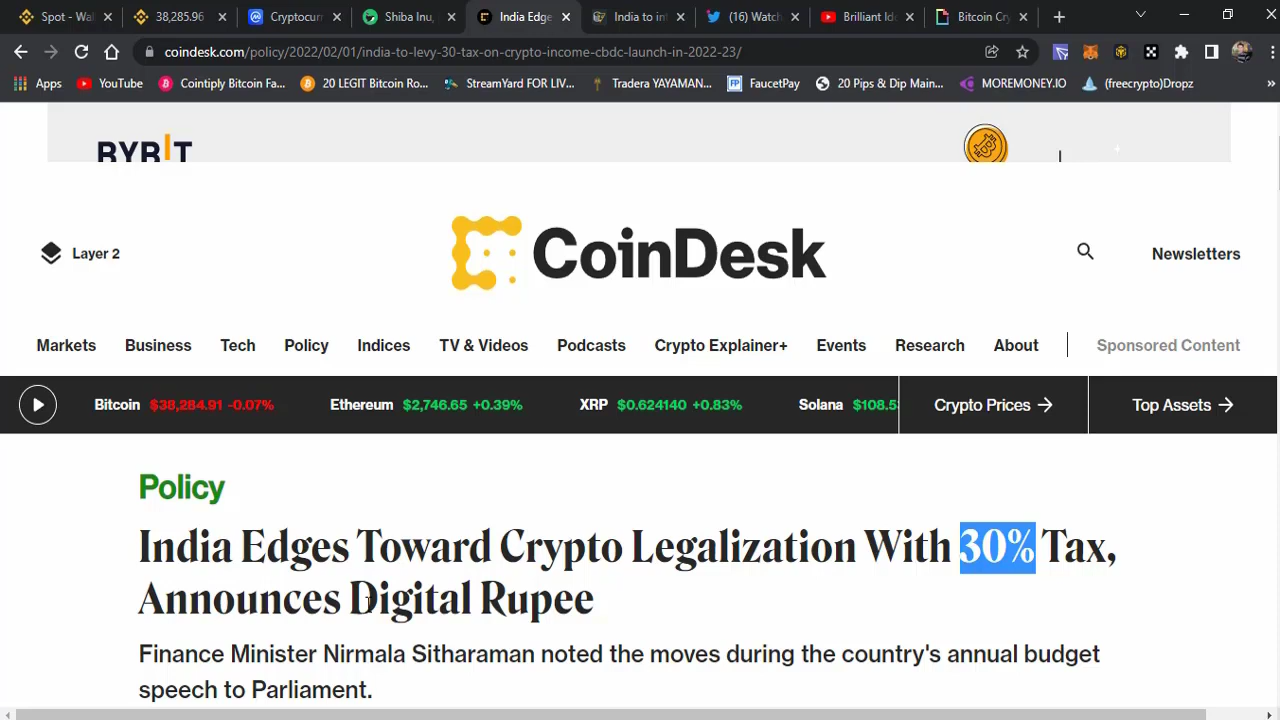 Spot - Wal
38,285.96
Cryptocurr
Shiba Inu,
India Edge
India to in
(16) Watch
Brilliant Id
Bitcoin Cr
coindesk.com/policy/2022/02/01/india-to-levy-30-tax-on-crypto-income-cbdc-launch-in-2022-23/
Apps
YouTube
Cointiply Bitcoin Fa...
20 LEGIT Bitcoin Ro...
StreamYard FOR LIV...
Tradera YAYAMAN...
FaucetPay
20 Pips & Dip Main...
MOREMONEY.IO
(freecrypto)Dropz
»
BYBIT
Layer 2
CoinDesk
Newsletters
Markets
Business
Tech
Policy
Indices
TV & Videos
Podcasts
Crypto Explainer+
Events
Research
About
Sponsored Content
Bitcoin $38,284.91 -0.07%
Ethereum $2,746.65 +0.39%
XRP $0.624140 +0.83%
Solana $108.5
Crypto Prices →
Top Assets →
Policy
India Edges Toward Crypto Legalization With 30% Tax,
Announces Digital Rupee
Finance Minister Nirmala Sitharaman noted the moves during the country's annual budget
speech to Parliament.